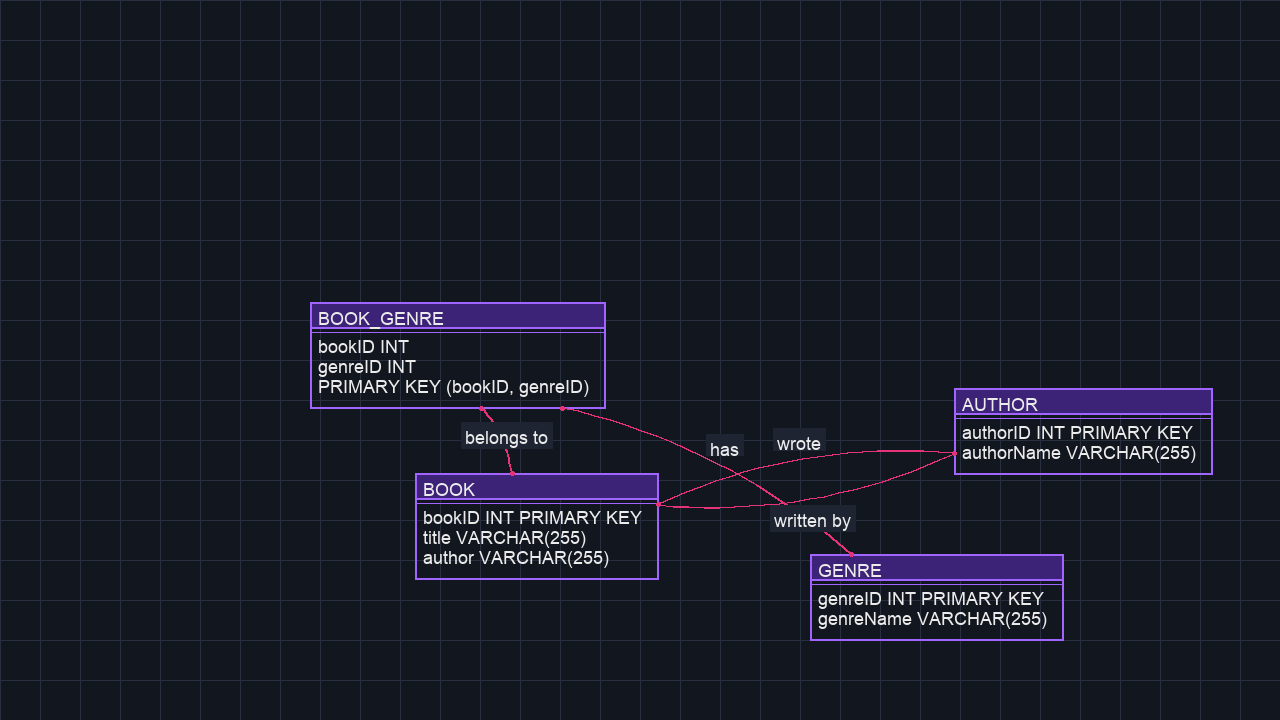 BOOK_GENRE
bookID INT
genreID INT
PRIMARY KEY (bookID, genreID)
belongs to
has
wrote
written by
AUTHOR
authorID INT PRIMARY KEY
authorName VARCHAR(255)
BOOK
bookID INT PRIMARY KEY
title VARCHAR(255)
author VARCHAR(255)
GENRE
genreID INT PRIMARY KEY
genreName VARCHAR(255)